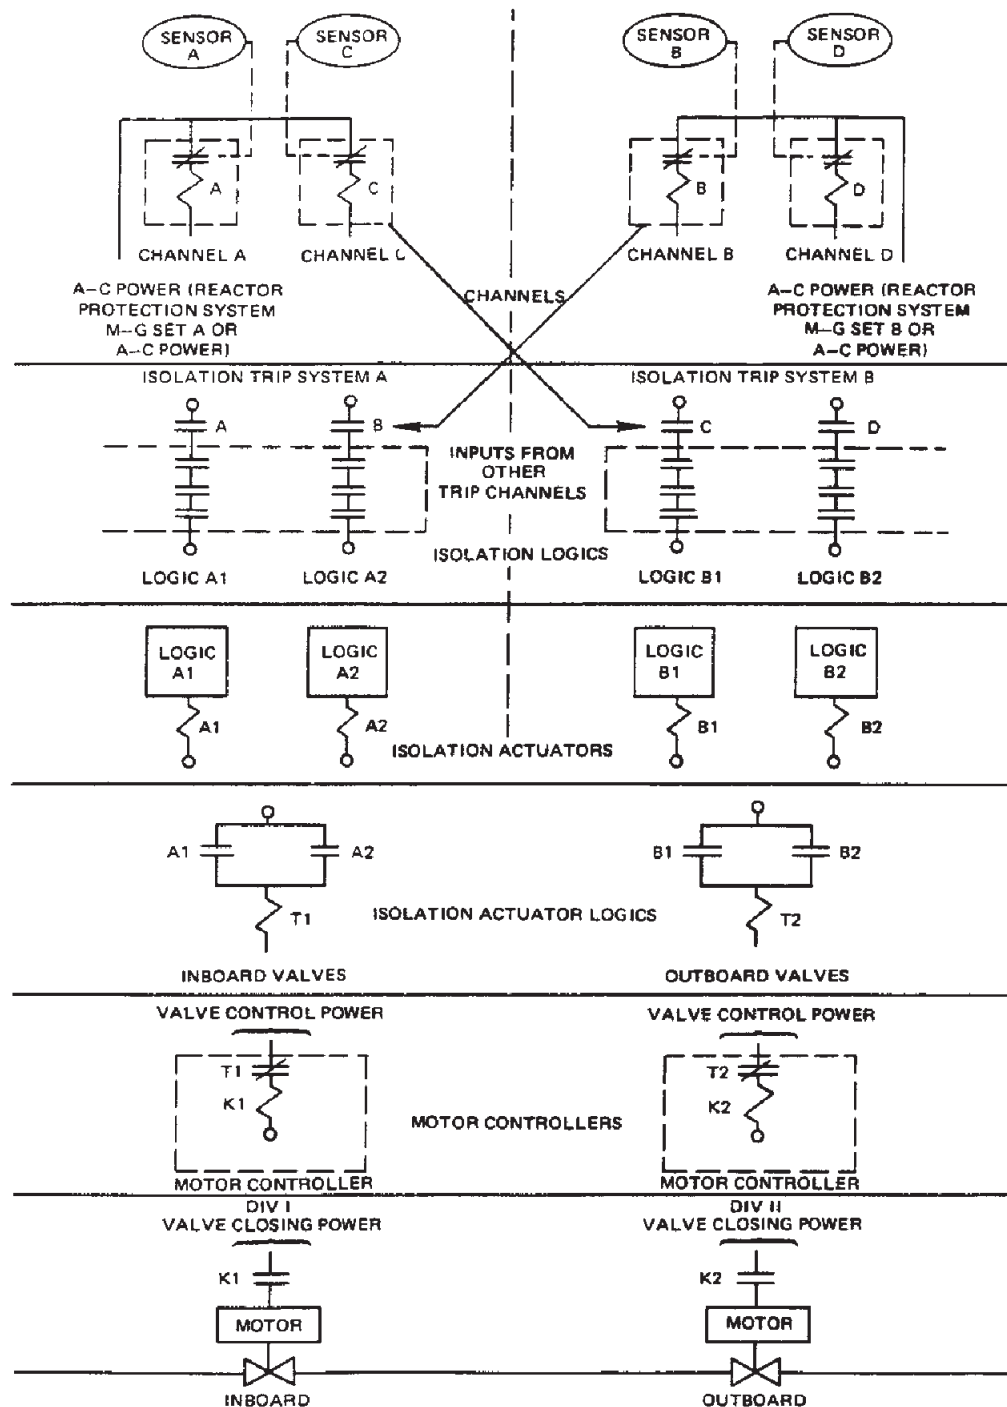 SENSOR A
SENSOR C
SENSOR B
SENSOR D
A
C
B
D
CHANNEL A
CHANNEL C
CHANNEL B
CHANNEL D
A–C POWER (REACTOR
PROTECTION SYSTEM
M–G SET A OR
A–C POWER)
CHANNELS
A–C POWER (REACTOR
PROTECTION SYSTEM
M–G SET B OR
A–C POWER)
ISOLATION TRIP SYSTEM A
ISOLATION TRIP SYSTEM B
A
B
C
D
INPUTS FROM
OTHER
TRIP CHANNELS
ISOLATION LOGICS
LOGIC A1
LOGIC A2
LOGIC B1
LOGIC B2
LOGIC
A1
LOGIC
A2
LOGIC
B1
LOGIC
B2
A1
A2
B1
B2
ISOLATION ACTUATORS
A1
A2
B1
B2
T1
ISOLATION ACTUATOR LOGICS
T2
INBOARD VALVES
OUTBOARD VALVES
VALVE CONTROL POWER
VALVE CONTROL POWER
T1
K1
T2
K2
MOTOR CONTROLLERS
MOTOR CONTROLLER
MOTOR CONTROLLER
DIV I
VALVE CLOSING POWER
DIV II
VALVE CLOSING POWER
K1
K2
MOTOR
MOTOR
INBOARD
OUTBOARD